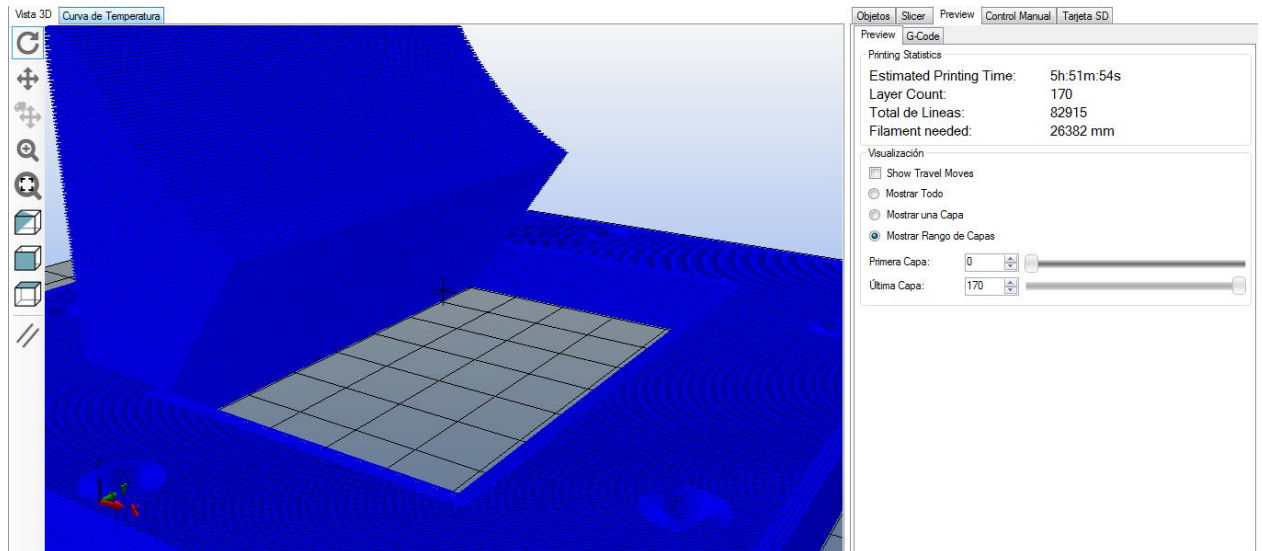 Vista 3D Curva de Temperatura
Objetos Slicer Preview Control Manual Tarjeta SD
Preview G-Code
Printing Statistics
Estimated Printing Time: 5h:51m:54s
Layer Count: 170
Total de Lineas: 82915
Filament needed: 26382 mm
Visualización
Show Travel Moves
Mostrar Todo
Mostrar una Capa
Mostrar Rango de Capas
Primera Capa: 0
Última Capa: 170
X